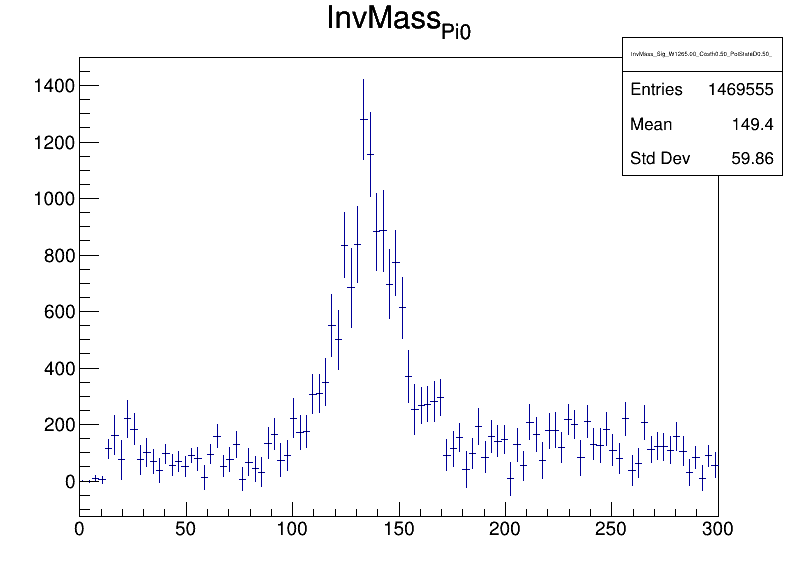 InvMass_Pi0
InvMass_Sig_W1265.00_Costh0.50_PolStateD0.50_
Entries 1469555
Mean 149.4
Std Dev 59.86
1400
1200
1000
800
600
400
200
0
0 50 100 150 200 250 300